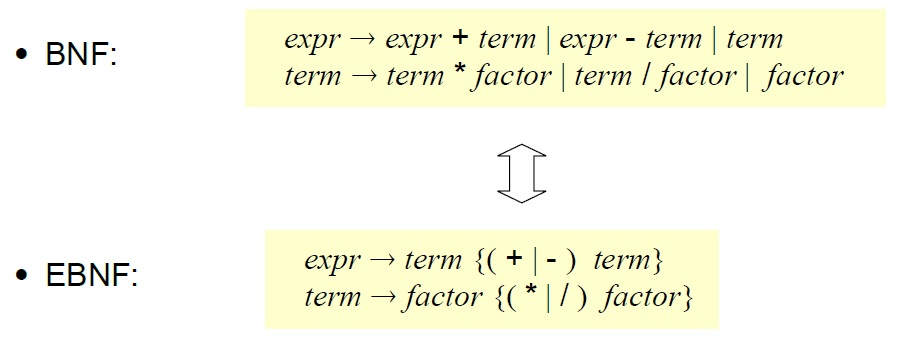 • BNF:
expr → expr + term | expr - term | term
term → term * factor | term / factor | factor
• EBNF:
expr → term {( + | - ) term}
term → factor {( * | / ) factor}